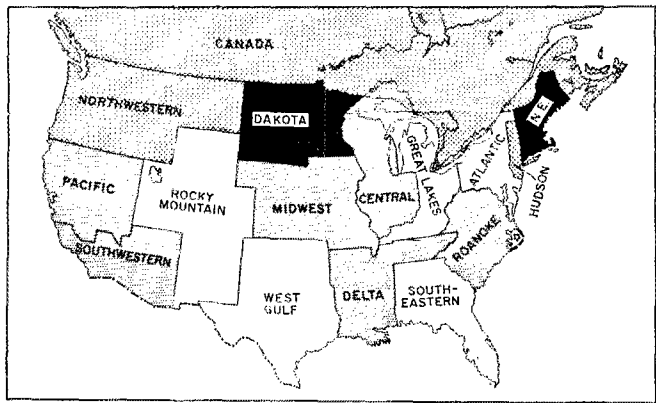 CANADA
NORTHWESTERN
DAKOTA
N E
GREAT LAKES
ATLANTIC
HUDSON
PACIFIC
ROCKY
MOUNTAIN
MIDWEST
CENTRAL
ROANOKE
SOUTHWESTERN
WEST
GULF
DELTA
SOUTH-
EASTERN